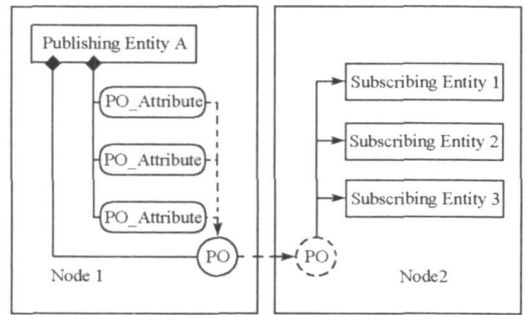 Publishing Entity A
PO_Attribute
PO_Attribute
PO_Attribute
PO
Node 1
Subscribing Entity 1
Subscribing Entity 2
Subscribing Entity 3
PO
Node2